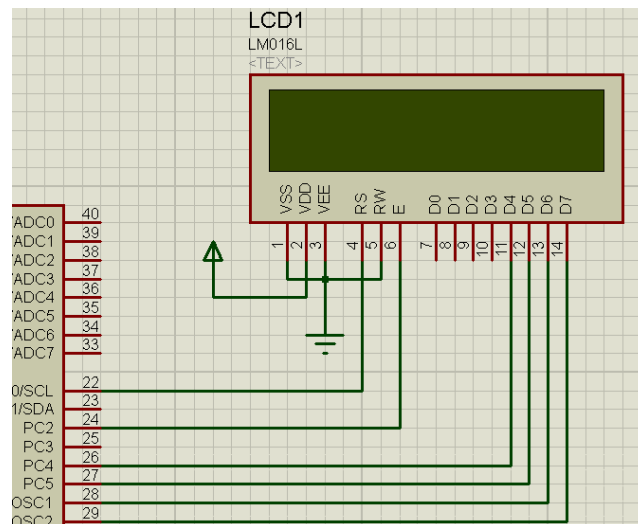 LCD1
LM016L
<TEXT>
VSS VDD VEE RS RW E D0 D1 D2 D3 D4 D5 D6 D7
1 2 3 4 5 6 7 8 9 10 11 12 13 14
/ADC0 40
/ADC1 39
/ADC2 38
/ADC3 37
/ADC4 36
/ADC5 35
/ADC6 34
/ADC7 33
0/SCL 22
1/SDA 23
PC2 24
PC3 25
PC4 26
PC5 27
OSC1 28
OSC2 29